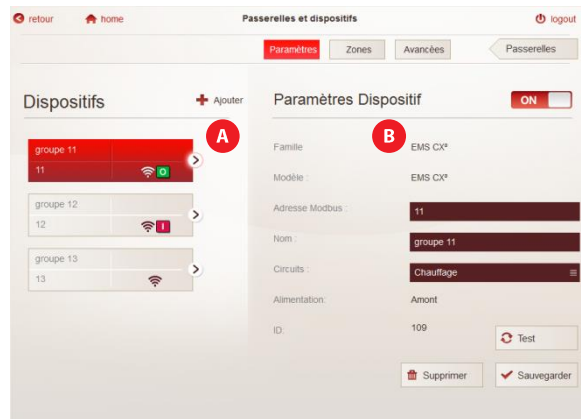 retour home Passerelles et dispositifs logout
Paramètres Zones Avancées Passerelles
Dispositifs Ajouter
A
groupe 11
11 O
groupe 12
12 I
groupe 13
13
Paramètres Dispositif ON
B
Famille EMS CX³
Modèle : EMS CX³
Adresse Modbus : 11
Nom : groupe 11
Circuits : Chauffage
Alimentation: Amont
ID: 109
Test
Supprimer Sauvegarder